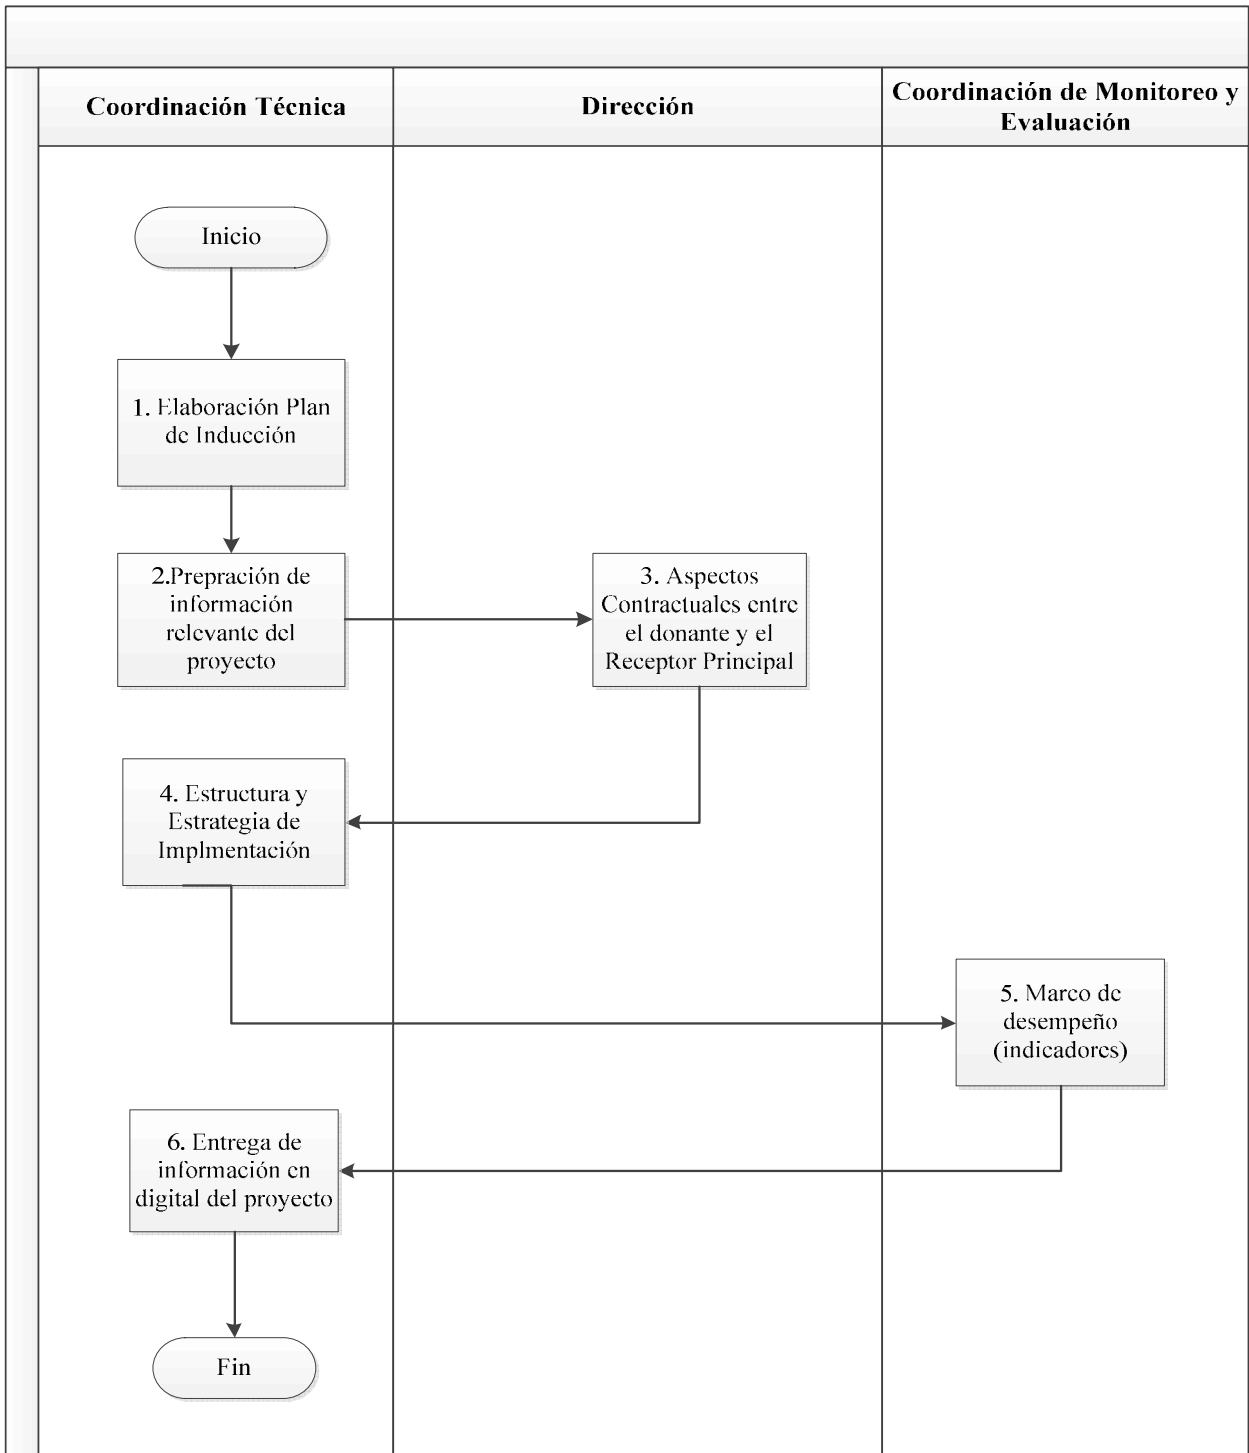 Coordinación Técnica
Dirección
Coordinación de Monitoreo y
Evaluación
Inicio
1. Elaboración Plan
de Inducción
2.Prepración de
información
relevante del
proyecto
3. Aspectos
Contractuales entre
el donante y el
Receptor Principal
4. Estructura y
Estrategia de
Implmentación
5. Marco de
desempeño
(indicadores)
6. Entrega de
información en
digital del proyecto
Fin